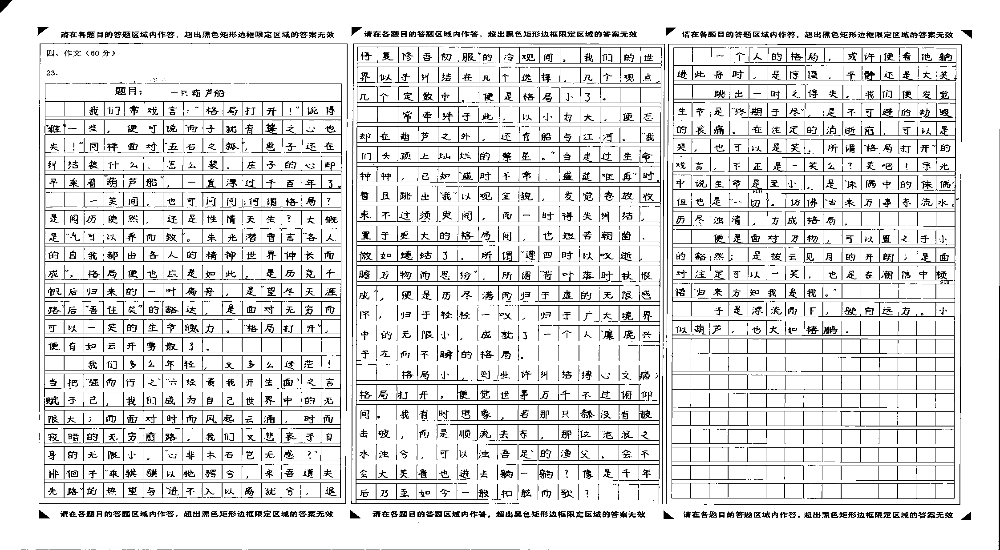 请在各题目的答题区域内作答，超出黑色矩形边框限定区域的答案无效
四、作文（60分）
23.
题目： 一只葫芦船
我们常戏言：“格局打开！”说得
“雅”一些，便可说“而子犹有蓬之心也
夫！”同样面对“五石之瓠”，惠子还在
纠结装什么、怎么装，庄子的心却
早乘着“葫芦船”，一直漂过千百年了。
一笑间，也可问问：何谓格局？
是阅历使然，还是性情天生？大概
是“气可以养而致”。朱光潜曾言“各人
的自我都由各人的精神世界伸长而
成”，格局便也应是如此，是历竞千
帆后归来的一叶扁舟，是“望尽天涯
路”后“吾往矣”的豁达，是面对无穷而
可以一笑的生命魄力。“格局打开”，
便有如云开雾散了。
我们多么年轻，又多么迷茫！
当把“强而行之”“六经责我开生面”之言
赋于己，我们成为自己世界中的无
限大；而面对时而风起云涌，时而
寂暗的无穷前路，我们又悲哀于自
身的无限小。“心非木石岂无感？”
徘徊于“乘骐骥以驰骋兮，来吾道夫
先路”的热望与“进不入以离犹兮，退
请在各题目的答题区域内作答，超出黑色矩形边框限定区域的答案无效
请在各题目的答题区域内作答，超出黑色矩形边框限定区域的答案无效
将复修吾初服”的冷观间，我们的世
界似乎纠结在几个选择，几个观点，
几个定数中。便是格局小了。
常牵绊于此，以小为大，便忘
却在葫芦之外，还有船与江河。“我
们头顶上灿烂的繁星。”当走过生命
种种，已知“盛时不常，盛筵难再”时，
暂且跳出“我”以观全貌，发觉卷放收
束不过须臾间，而一时得失纠结，
置于更大的格局间，也短若朝菌、
微如蟪蛄了。所谓“遵四时以叹逝，
瞻万物而思纷”，所谓“荷叶落时秋恨
成”，便是历尽满而归于虚的无限感
怀，归于轻轻一叹，归于广大境界
中的无限小，成就了一个人“麋鹿兴
于左而不瞬”的格局。
格局小，则些许纠结缚心交病；
格局打开，便觉世事万千不过俯仰
间。我有时想象，若那只瓠没有被
击破，而是顺流去东，那位“沧浪之
水浊兮，可以浊吾足”的渔父，会不
会大笑着也进去躺一躺？像是千年
后乃至如今一般扣舷而歌？
请在各题目的答题区域内作答，超出黑色矩形边框限定区域的答案无效
请在各题目的答题区域内作答，超出黑色矩形边框限定区域的答案无效
一个人的格局，或许便看他躺
进此舟时，是惊惶，平静还是大笑。
跳出一时之得失，我们便发觉
生命是“终期于尽”，是不可避的劫毁
的哀痛。在注定的消逝前，可以是
哭，也可以是笑。所谓“格局打开”的
戏言，不正是一笑么？笑吧！余光
中说生命是至小，是“侏儒中的侏儒”，
800
但也是“一切”。仿佛“古来万事东流水。”
历尽浊清，方成格局。
便是面对万物，可以置之于小
的豁然；是拨云见月的开朗；是面
对注定可以一笑，也是在潮信中顿
900
悟“归来方知我是我。”
于是漂流而下，驶向远方。小
似葫芦，也大如椿鹏。
请在各题目的答题区域内作答，超出黑色矩形边框限定区域的答案无效